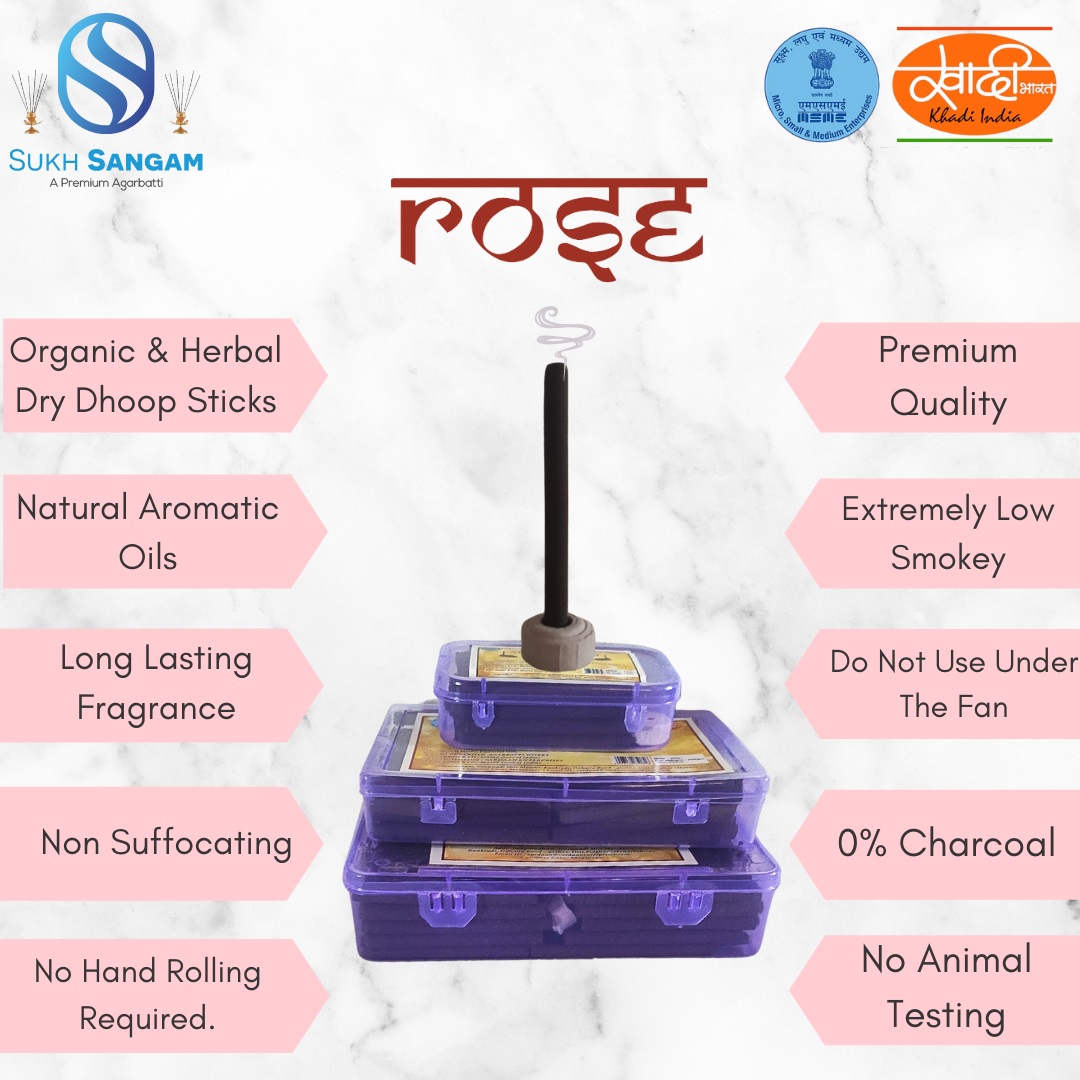 SUKH SANGAM
A Premium Agarbatti
सूक्ष्म, लघु एवं मध्यम उद्यम
एमएसएमई
MSME
Micro, Small & Medium Enterprises
खादी भारत
Khadi India
rose
Organic & Herbal
Dry Dhoop Sticks
Natural Aromatic
Oils
Long Lasting
Fragrance
Non Suffocating
No Hand Rolling
Required.
Premium
Quality
Extremely Low
Smokey
Do Not Use Under
The Fan
0% Charcoal
No Animal
Testing